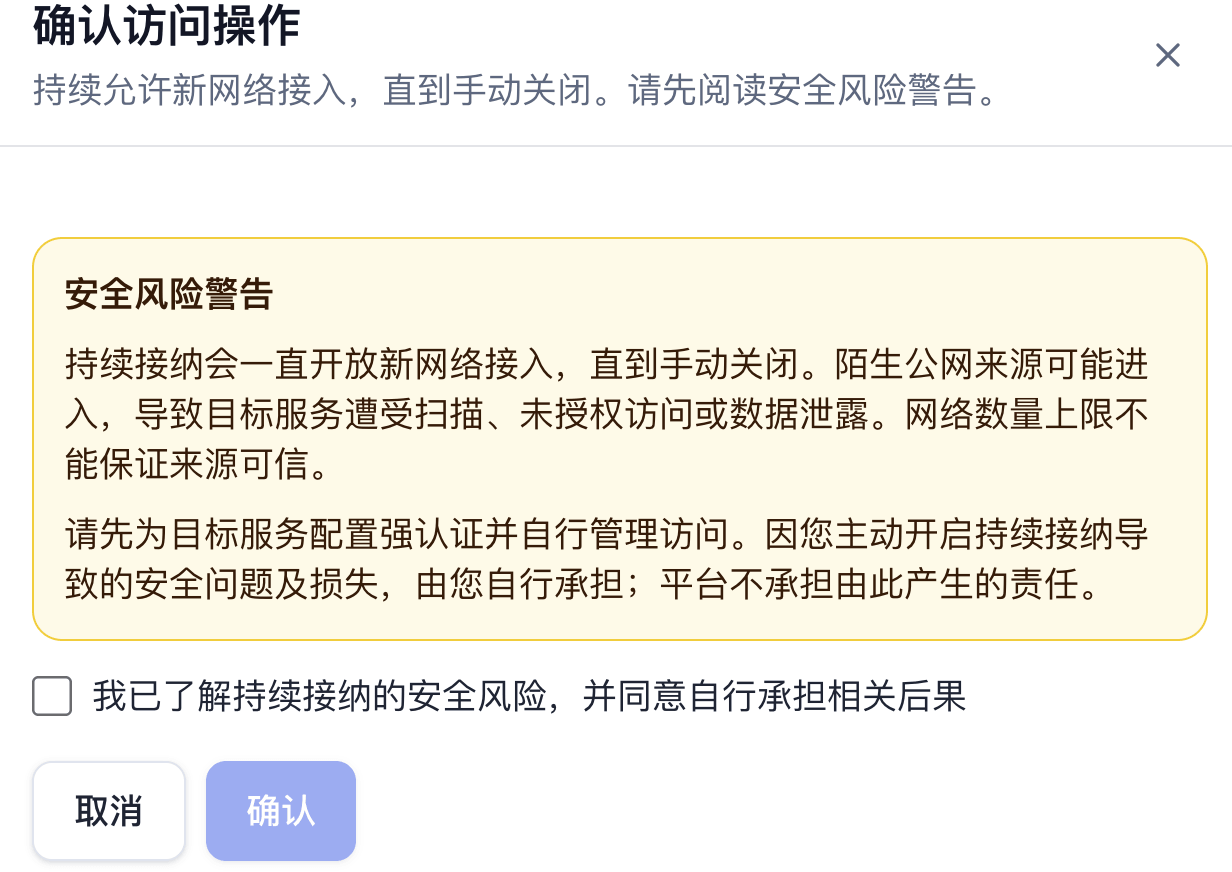 确认访问操作
持续允许新网络接入，直到手动关闭。请先阅读安全风险警告。
安全风险警告
持续接纳会一直开放新网络接入，直到手动关闭。陌生公网来源可能进
入，导致目标服务遭受扫描、未授权访问或数据泄露。网络数量上限不
能保证来源可信。
请先为目标服务配置强认证并自行管理访问。因您主动开启持续接纳导
致的安全问题及损失，由您自行承担；平台不承担由此产生的责任。
我已了解持续接纳的安全风险，并同意自行承担相关后果
取消
确认